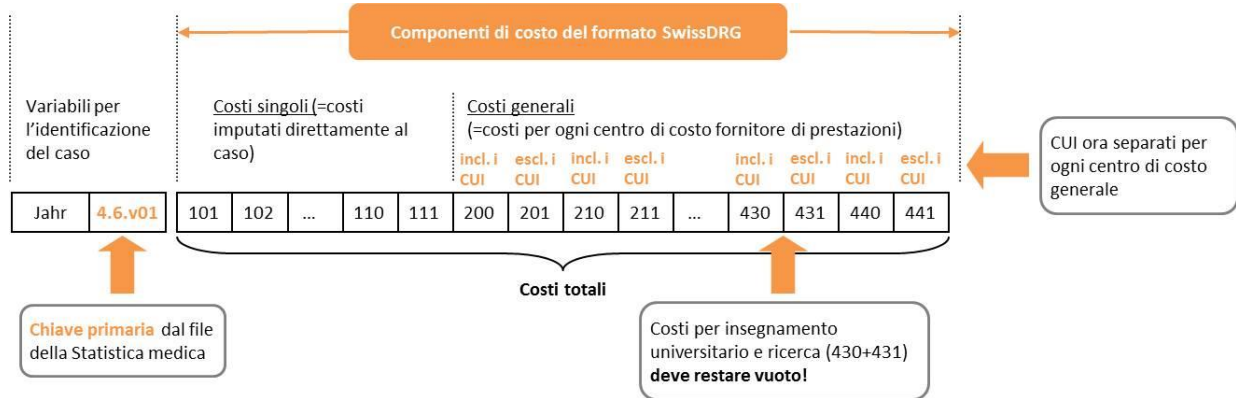 Componenti di costo del formato SwissDRG
Variabili per
l'identificazione
del caso
Costi singoli (=costi
imputati direttamente al
caso)
Costi generali
(=costi per ogni centro di costo fornitore di prestazioni)
incl. i escl. i incl. i escl. i incl. i escl. i incl. i escl. i
CUI CUI CUI CUI CUI CUI CUI CUI
CUI ora separati per
ogni centro di costo
generale
Jahr 4.6.v01 101 102 ... 110 111 200 201 210 211 ... 430 431 440 441
Costi totali
Chiave primaria dal file
della Statistica medica
Costi per insegnamento
universitario e ricerca (430+431)
deve restare vuoto!